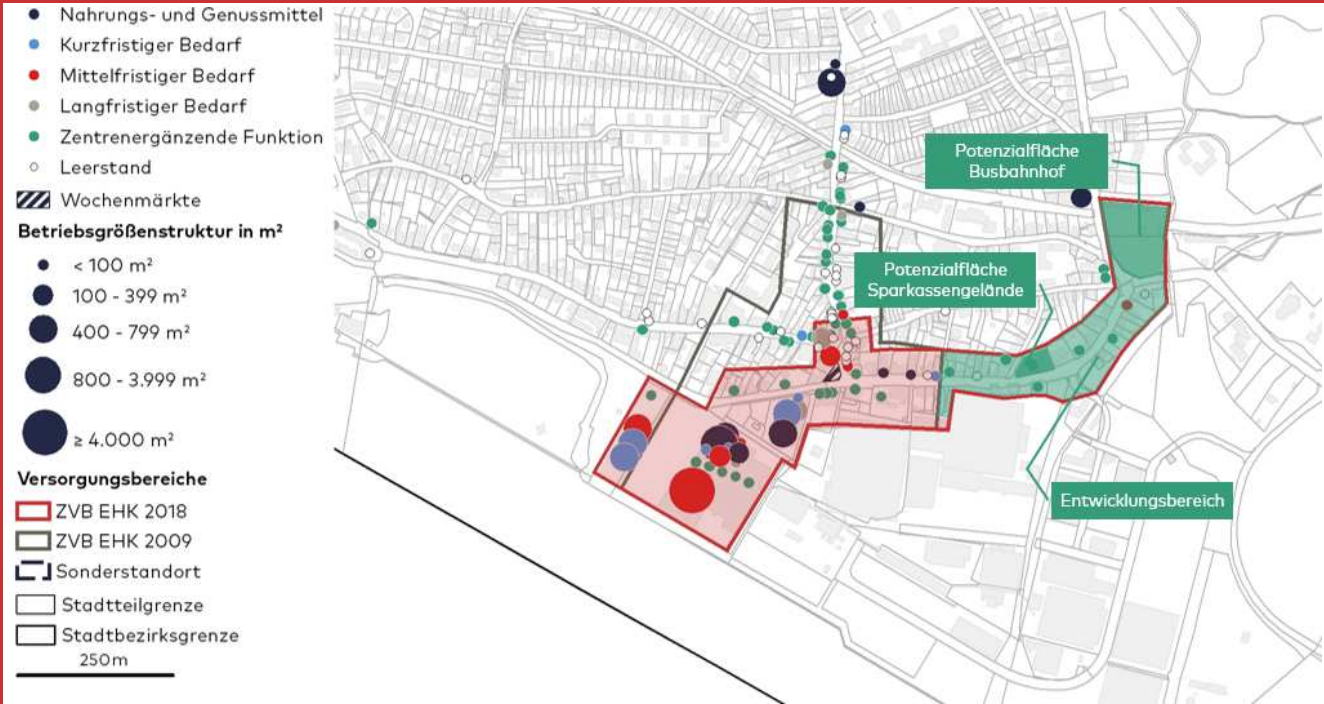 Nahrungs- und Genussmittel
Kurzfristiger Bedarf
Mittelfristiger Bedarf
Langfristiger Bedarf
Zentrenergänzende Funktion
Leerstand
Wochenmärkte
Betriebsgrößenstruktur in m²
< 100 m²
100 - 399 m²
400 - 799 m²
800 - 3.999 m²
≥ 4.000 m²
Versorgungsbereiche
ZVB EHK 2018
ZVB EHK 2009
Sonderstandort
Stadtteilgrenze
Stadtbezirksgrenze
250m
Potenzialfläche
Busbahnhof
Potenzialfläche
Sparkassengelände
Entwicklungsbereich